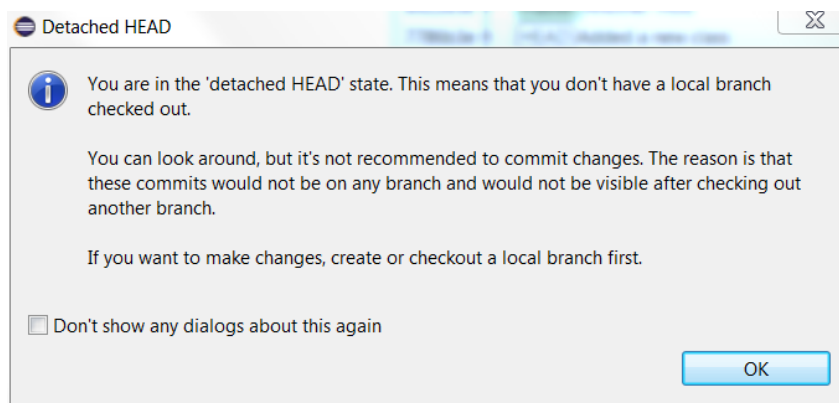 Detached HEAD
You are in the 'detached HEAD' state. This means that you don't have a local branch
checked out.
You can look around, but it's not recommended to commit changes. The reason is that
these commits would not be on any branch and would not be visible after checking out
another branch.
If you want to make changes, create or checkout a local branch first.
Don't show any dialogs about this again
OK